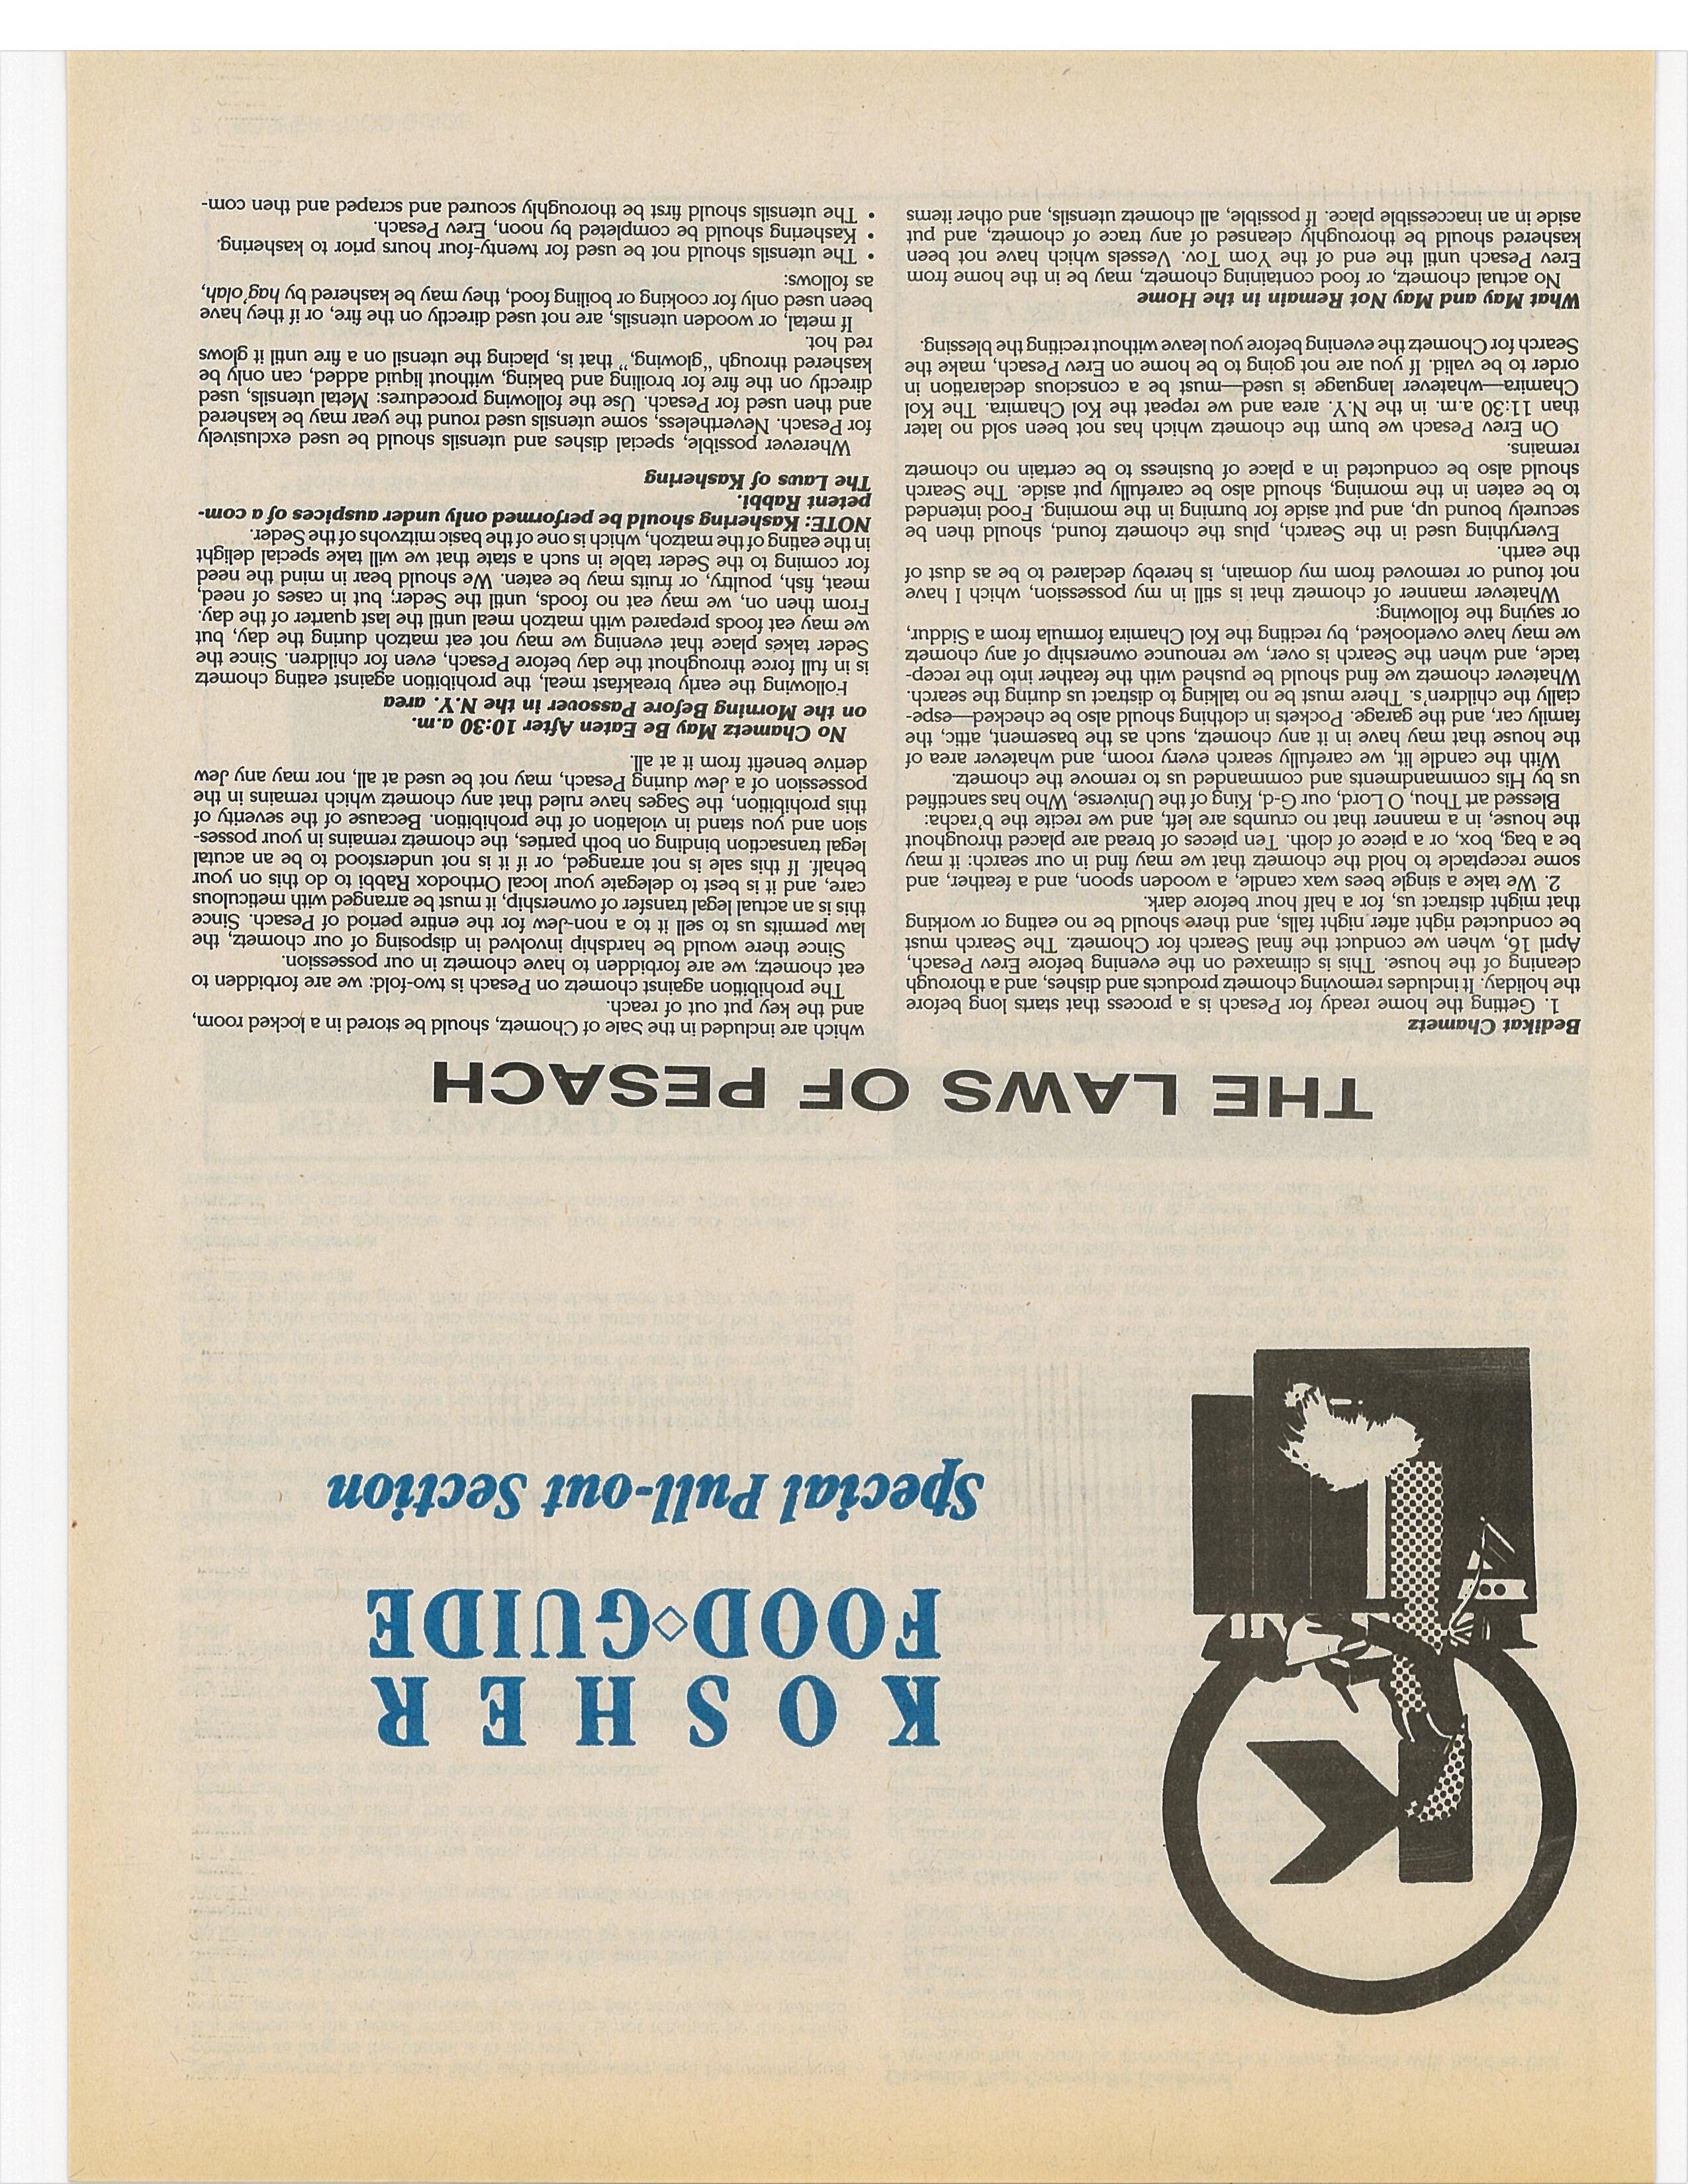 K
KOSHER
FOOD◇GUIDE
Special Pull-out Section
THE LAWS OF PESACH
Bedikat Chametz
1. Getting the home ready for Pesach is a process that starts long before
the holiday. It includes removing chometz products and dishes, and a thorough
cleaning of the house. This is climaxed on the evening before Erev Pesach,
April 16, when we conduct the final Search for Chometz. The Search must
be conducted right after night falls, and there should be no eating or working
that might distract us, for a half hour before dark.
2. We take a single bees wax candle, a wooden spoon, and a feather, and
some receptacle to hold the chometz that we may find in our search: it may
be a bag, box, or a piece of cloth. Ten pieces of bread are placed throughout
the house, in a manner that no crumbs are left, and we recite the b'racha:
Blessed art Thou, O Lord, our G-d, King of the Universe, Who has sanctified
us by His commandments and commanded us to remove the chometz.
With the candle lit, we carefully search every room, and whatever area of
the house that may have in it any chometz, such as the basement, attic, the
family car, and the garage. Pockets in clothing should also be checked—espe-
cially the children's. There must be no talking to distract us during the search.
Whatever chometz we find should be pushed with the feather into the recep-
tacle, and when the Search is over, we renounce ownership of any chometz
we may have overlooked, by reciting the Kol Chamira formula from a Siddur,
or saying the following:
Whatever manner of chometz that is still in my possession, which I have
not found or removed from my domain, is hereby declared to be as dust of
the earth.
Everything used in the Search, plus the chometz found, should then be
securely bound up, and put aside for burning in the morning. Food intended
to be eaten in the morning, should also be carefully put aside. The Search
should also be conducted in a place of business to be certain no chometz
remains.
On Erev Pesach we burn the chometz which has not been sold no later
than 11:30 a.m. in the N.Y. area and we repeat the Kol Chamira. The Kol
Chamira—whatever language is used—must be a conscious declaration in
order to be valid. If you are not going to be home on Erev Pesach, make the
Search for Chometz the evening before you leave without reciting the blessing.
What May and May Not Remain in the Home
No actual chometz, or food containing chometz, may be in the home from
Erev Pesach until the end of the Yom Tov. Vessels which have not been
kashered should be thoroughly cleansed of any trace of chometz, and put
aside in an inaccessible place. If possible, all chometz utensils, and other items
which are included in the Sale of Chometz, should be stored in a locked room,
and the key put out of reach.
The prohibition against chometz on Pesach is two-fold: we are forbidden to
eat chometz; we are forbidden to have chometz in our possession.
Since there would be hardship involved in disposing of our chometz, the
law permits us to sell it to a non-Jew for the entire period of Pesach. Since
this is an actual legal transfer of ownership, it must be arranged with meticulous
care, and it is best to delegate your local Orthodox Rabbi to do this on your
behalf. If this sale is not arranged, or if it is not understood to be an acutal
legal transaction binding on both parties, the chometz remains in your posses-
sion and you stand in violation of the prohibition. Because of the severity of
this prohibition, the Sages have ruled that any chometz which remains in the
possession of a Jew during Pesach, may not be used at all, nor may any Jew
derive benefit from it at all.
No Chametz May Be Eaten After 10:30 a.m.
on the Morning Before Passover in the N.Y. area
Following the early breakfast meal, the prohibition against eating chometz
is in full force throughout the day before Pesach, even for children. Since the
Seder takes place that evening we may not eat matzoh during the day, but
we may eat foods prepared with matzoh meal until the last quarter of the day.
From then on, we may eat no foods, until the Seder; but in cases of need,
meat, fish, poultry, or fruits may be eaten. We should bear in mind the need
for coming to the Seder table in such a state that we will take special delight
in the eating of the matzoh, which is one of the basic mitzvohs of the Seder.
NOTE: Kashering should be performed only under auspices of a com-
petent Rabbi.
The Laws of Kashering
Wherever possible, special dishes and utensils should be used exclusively
for Pesach. Nevertheless, some utensils used round the year may be kashered
and then used for Pesach. Use the following procedures: Metal utensils, used
directly on the fire for broiling and baking, without liquid added, can only be
kashered through "glowing," that is, placing the utensil on a fire until it glows
red hot.
If metal, or wooden utensils, are not used directly on the fire, or if they have
been used only for cooking or boiling food, they may be kashered by hag'olah,
as follows:
• The utensils should not be used for twenty-four hours prior to kashering.
• Kashering should be completed by noon, Erev Pesach.
• The utensils should first be thoroughly scoured and scraped and then com-